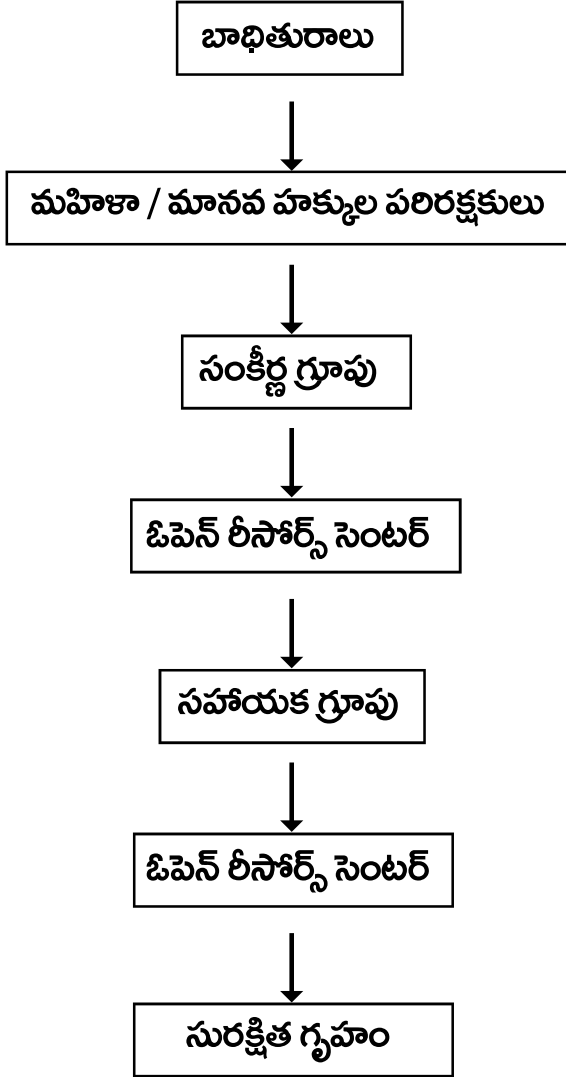 బాధితురాలు
మహిళా / మానవ హక్కుల పరిరక్షకులు
సంకీర్ణ గ్రూపు
ఓపెన్ రీసోర్స్ సెంటర్
సహాయక గ్రూపు
ఓపెన్ రీసోర్స్ సెంటర్
సురక్షిత గృహం